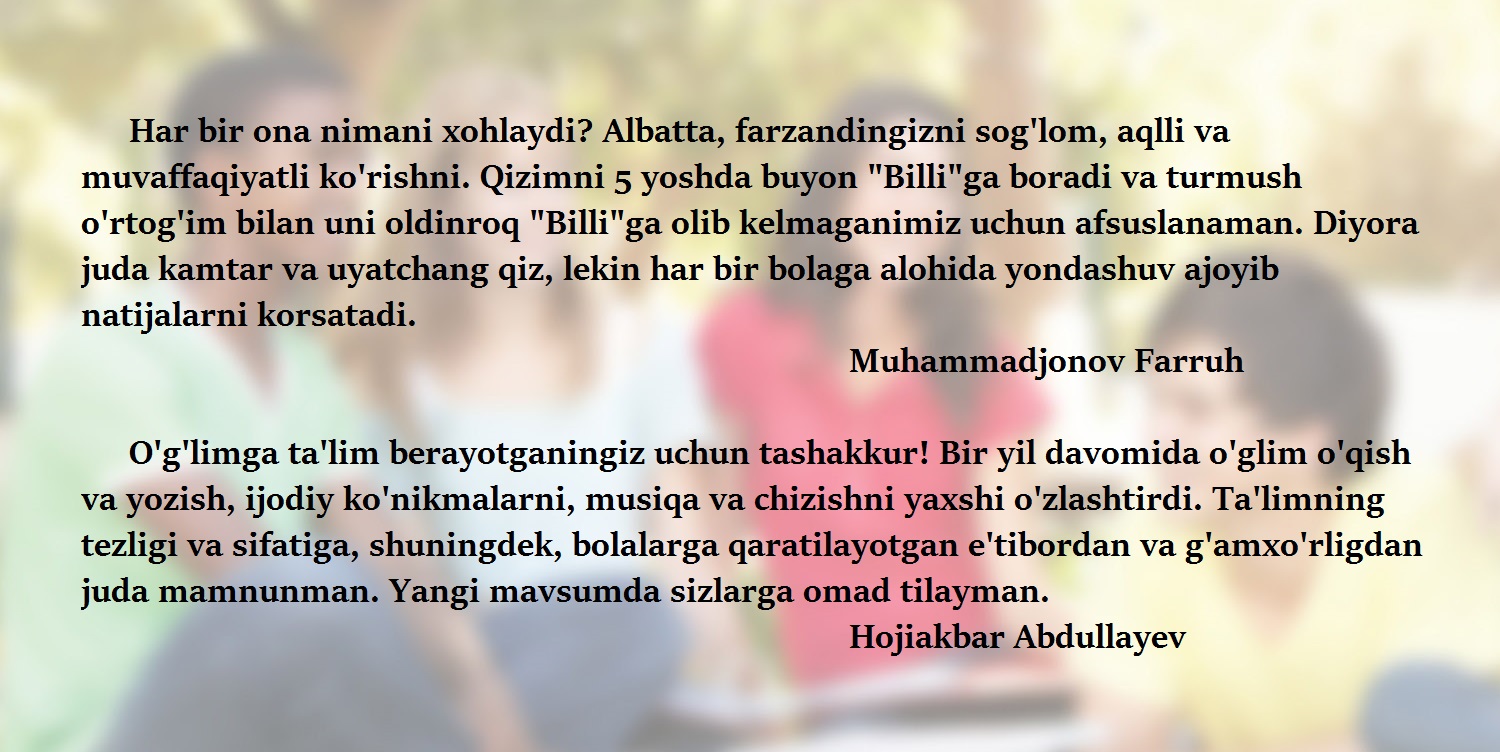 Har bir ona nimani xohlaydi? Albatta, farzandingizni sog'lom, aqlli va
muvaffaqiyatli ko'rishni. Qizimni 5 yoshda buyon "Billi"ga boradi va turmush
o'rtog'im bilan uni oldinroq "Billi"ga olib kelmaganimiz uchun afsuslanaman. Diyora
juda kamtar va uyatchang qiz, lekin har bir bolaga alohida yondashuv ajoyib
natijalarni korsatadi.
Muhammadjonov Farruh
O'g'limga ta'lim berayotganingiz uchun tashakkur! Bir yil davomida o'glim o'qish
va yozish, ijodiy ko'nikmalarni, musiqa va chizishni yaxshi o'zlashtirdi. Ta'limning
tezligi va sifatiga, shuningdek, bolalarga qaratilayotgan e'tibordan va g'amxo'rligdan
juda mamnunman. Yangi mavsumda sizlarga omad tilayman.
Hojiakbar Abdullayev